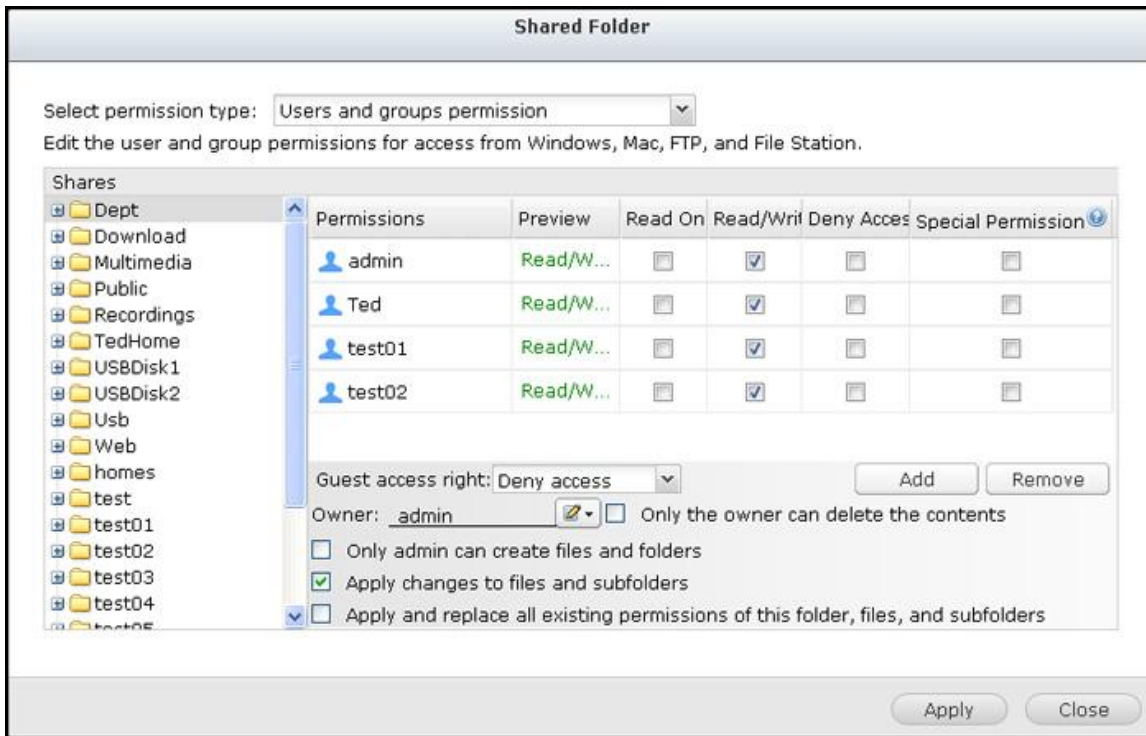 Shared Folder
Select permission type: Users and groups permission
Edit the user and group permissions for access from Windows, Mac, FTP, and File Station.
Shares
Dept
Download
Multimedia
Public
Recordings
TedHome
USBDisk1
USBDisk2
Usb
Web
homes
test
test01
test02
test03
test04
test05
Permissions Preview Read On Read/Writ Deny Acces Special Permission
admin Read/W...
Ted Read/W...
test01 Read/W...
test02 Read/W...
Guest access right: Deny access Add Remove
Owner: admin Only the owner can delete the contents
Only admin can create files and folders
Apply changes to files and subfolders
Apply and replace all existing permissions of this folder, files, and subfolders
Apply Close